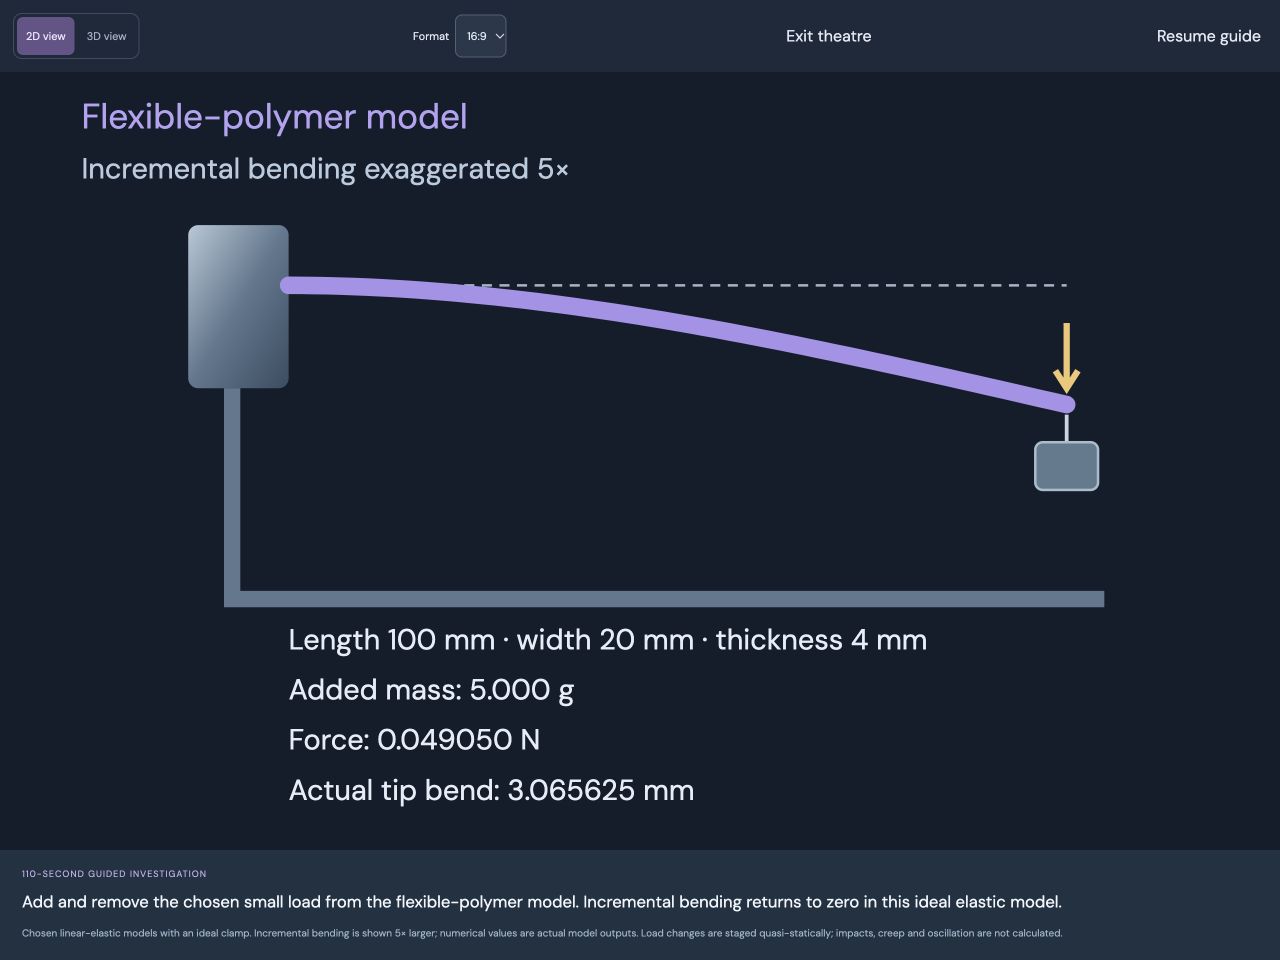 2D view
3D view
Format
16:9
Exit theatre
Resume guide
Flexible-polymer model
Incremental bending exaggerated 5×
Length 100 mm · width 20 mm · thickness 4 mm
Added mass: 5.000 g
Force: 0.049050 N
Actual tip bend: 3.065625 mm
110-SECOND GUIDED INVESTIGATION
Add and remove the chosen small load from the flexible-polymer model. Incremental bending returns to zero in this ideal elastic model.
Chosen linear-elastic models with an ideal clamp. Incremental bending is shown 5× larger; numerical values are actual model outputs. Load changes are staged quasi-statically; impacts, creep and oscillation are not calculated.